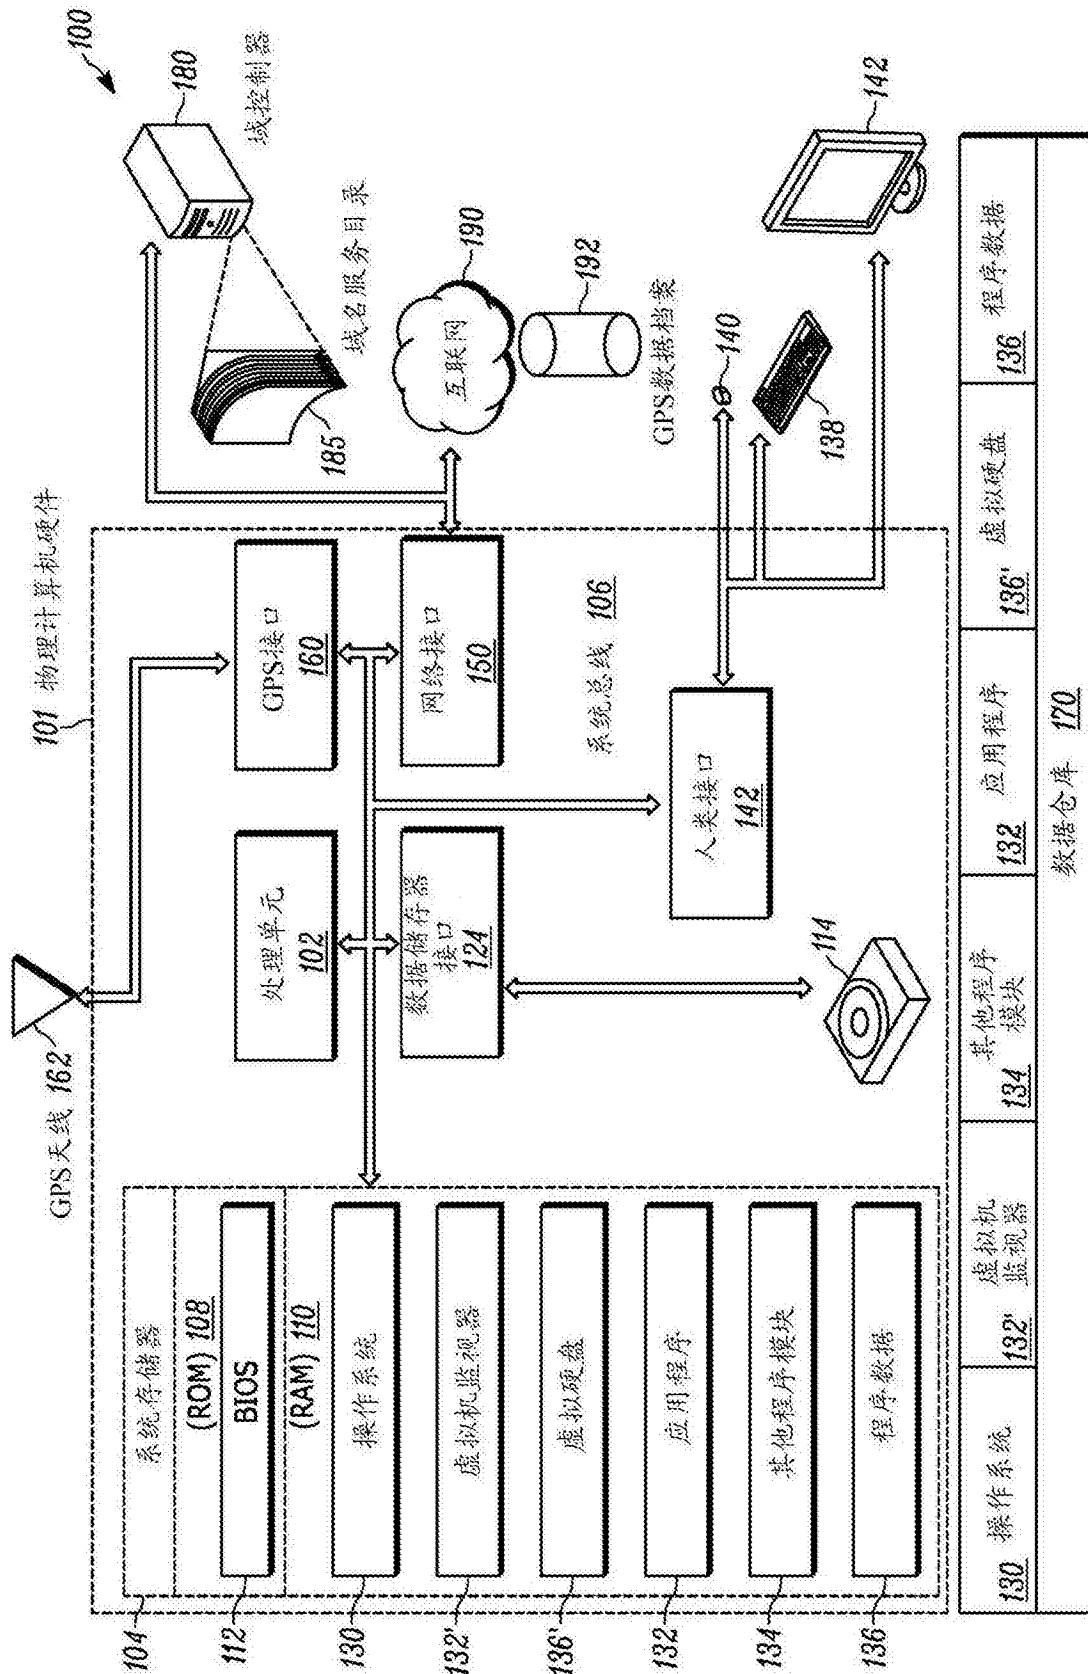 100
GPS天线 162
101 物理计算机硬件
180
域控制器
域名服务目录
185
互联网
190
192
GPS数据档案
104
系统存储器
(ROM) 108
112
BIOS
(RAM) 110
130
操作系统
132'
虚拟机监视器
136'
虚拟硬盘
132
应用程序
134
其他程序模块
136
程序数据
处理单元
102
GPS接口
160
数据储存器
接口
124
网络接口
150
系统总线 106
人类接口
142
114
140
138
142
130 操作系统
132' 虚拟机
监视器
134 其他程序
模块
132 应用程序
136' 虚拟硬盘
136 程序数据
数据仓库 170